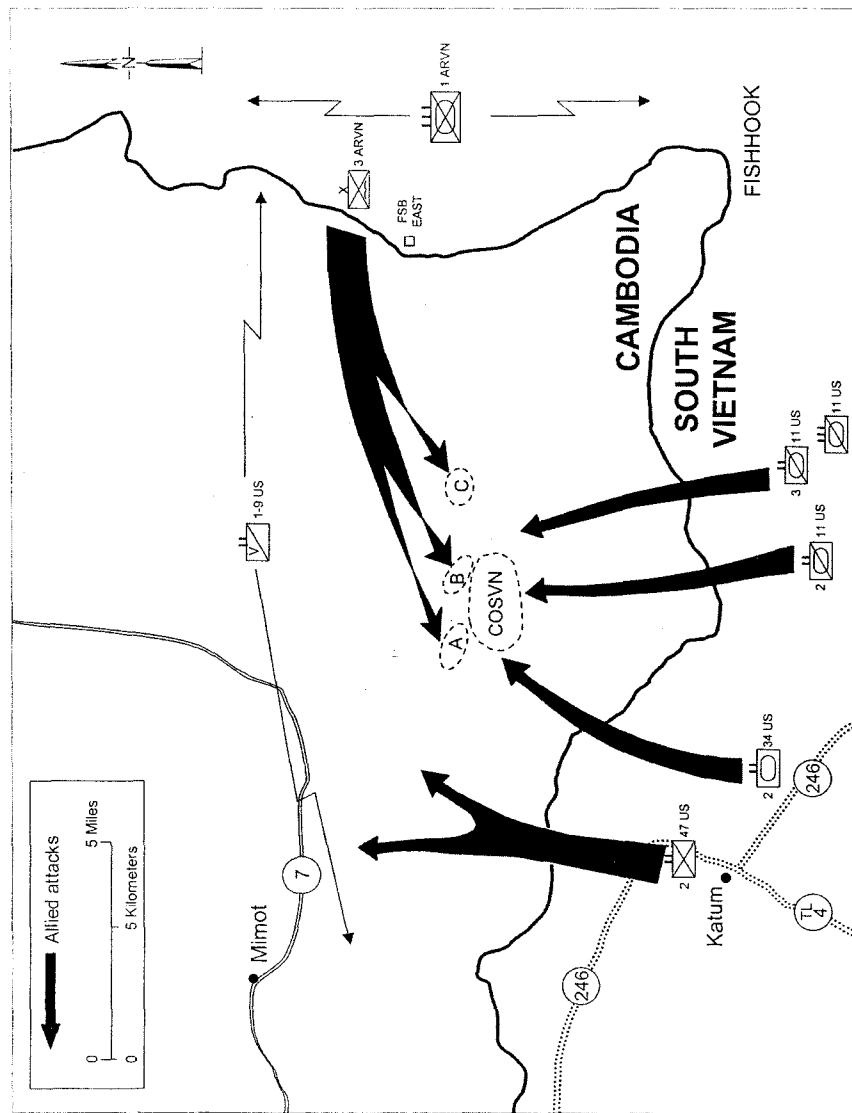 Allied attacks
0 5 Miles
0 5 Kilometers
N
Mimot
7
V
1-9 US
X
3 ARVN
FSB
EAST
1 ARVN
A
B
C
COSVN
CAMBODIA
SOUTH
VIETNAM
FISHHOOK
2 47 US
2 34 US
2 11 US
3 11 US
11 US
246
246
Katum
TL
4